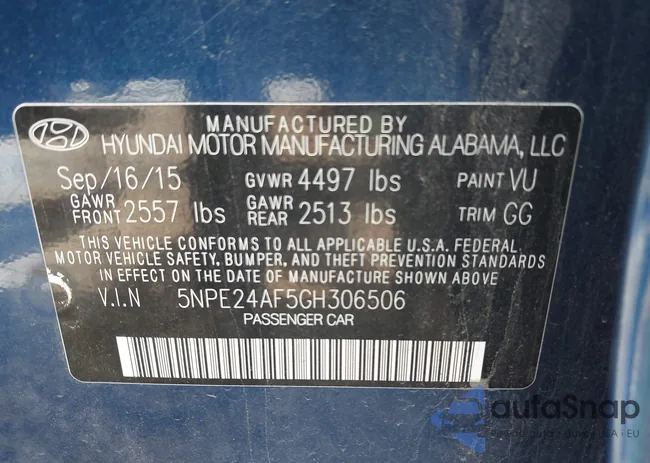 MANUFACTURED BY
HYUNDAI MOTOR MANUFACTURING ALABAMA, LLC
Sep/16/15 GVWR 4497 lbs PAINT VU
GAWR FRONT 2557 lbs GAWR REAR 2513 lbs TRIM GG
THIS VEHICLE CONFORMS TO ALL APPLICABLE U.S.A. FEDERAL
MOTOR VEHICLE SAFETY, BUMPER, AND THEFT PREVENTION STANDARDS
IN EFFECT ON THE DATE OF MANUFACTURE SHOWN ABOVE.
V.I.N 5NPE24AF5GH306506
PASSENGER CAR
autoSnap